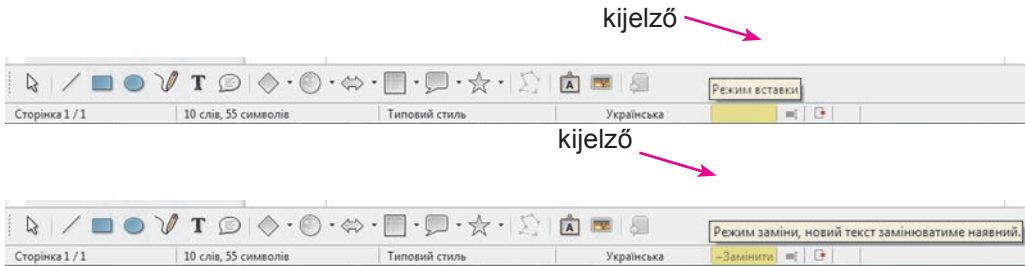 kijelző
Режим вставки
Сторінка 1 / 1 10 слів, 55 символів Типовий стиль Українська
kijelző
Режим заміни, новий текст замінюватиме наявний.
Сторінка 1 / 1 10 слів, 55 символів Типовий стиль Українська ~Замінити